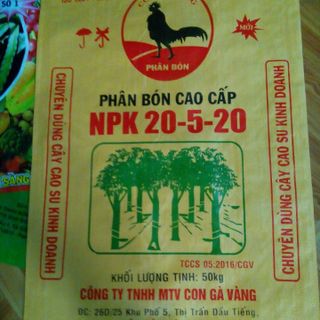 SỐ 1
PHÂN BÓN
MỚI
PHÂN BÓN CAO CẤP
NPK 20-5-20
CHUYÊN DÙNG CÂY CAO SU KINH DOANH
CHUYÊN DÙNG CÂY CAO SU KINH DOANH
TCCS 05:2016/CGV
KHỐI LƯỢNG TỊNH: 50kg
CÔNG TY TNHH MTV CON GÀ VÀNG
ĐC: 26D/25 Khu Phố 5, Thị Trấn Dầu Tiếng,